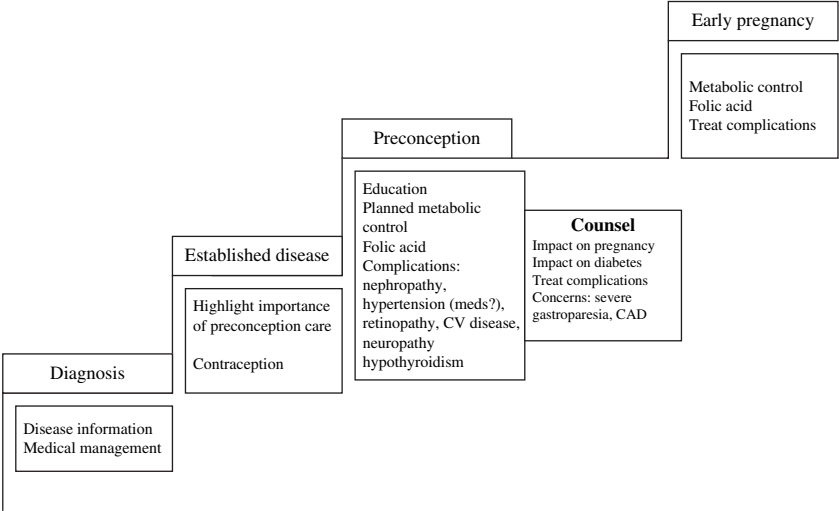 Early pregnancy
Metabolic control
Folic acid
Treat complications
Preconception
Education
Planned metabolic
control
Folic acid
Complications:
nephropathy,
hypertension (meds?),
retinopathy, CV disease,
neuropathy
hypothyroidism
Counsel
Impact on pregnancy
Impact on diabetes
Treat complications
Concerns: severe
gastroparesia, CAD
Established disease
Highlight importance
of preconception care
Contraception
Diagnosis
Disease information
Medical management